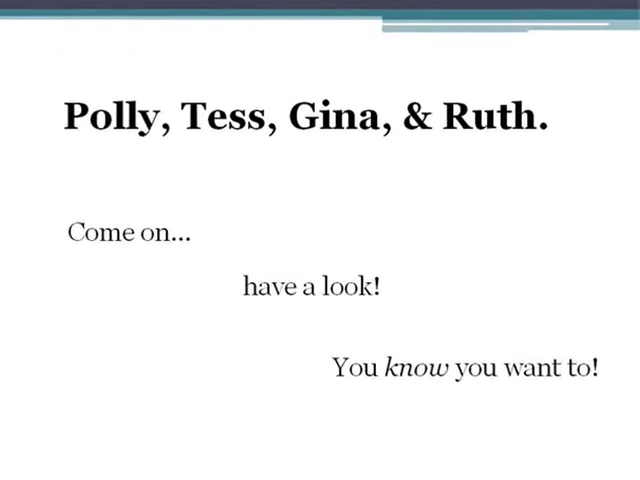 Polly, Tess, Gina, & Ruth.
Come on...
have a look!
You know you want to!